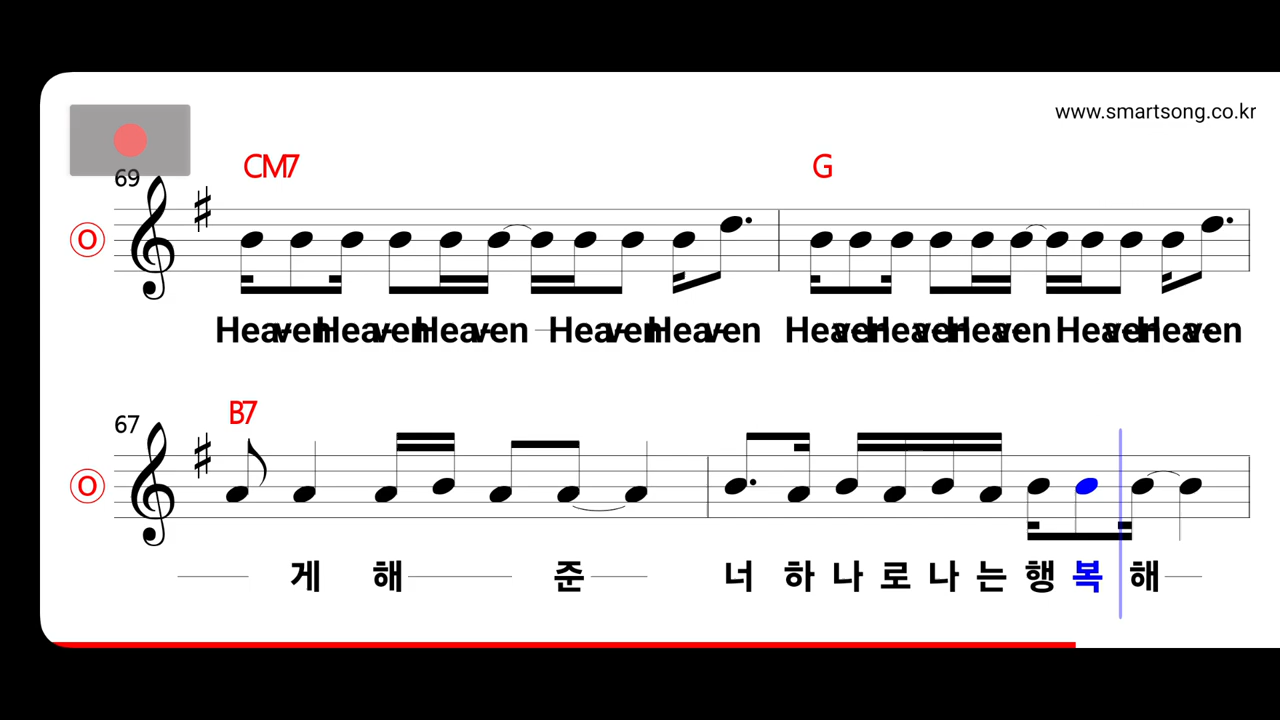 www.smartsong.co.kr
CM7 G
69
O
Heaven Heaven Heaven Heaven Heaven Heaven Heaven Heaven Heaven Heaven
B7
67
O
게 해 준 너 하 나 로 나 는 행 복 해